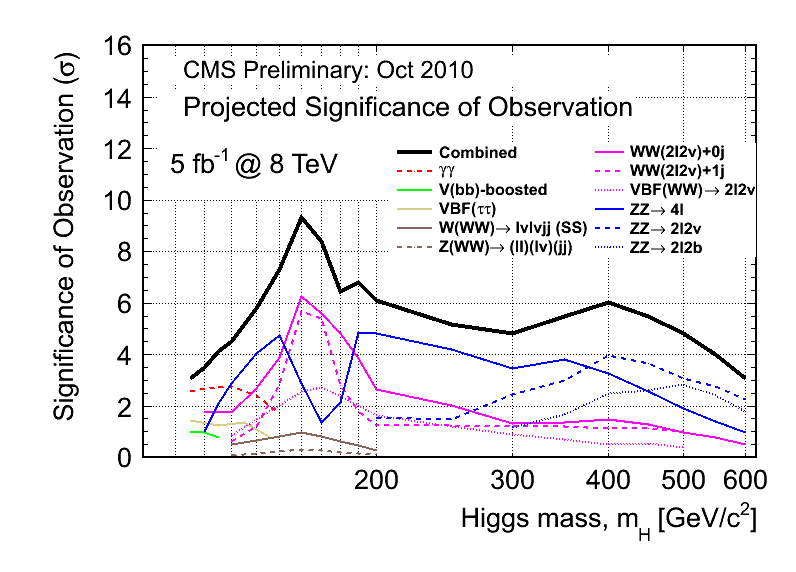 16
14
12
10
8
6
4
2
0
Significance of Observation (σ)
CMS Preliminary: Oct 2010
Projected Significance of Observation
5 fb⁻¹ @ 8 TeV
Combined
γγ
V(bb)-boosted
VBF(ττ)
W(WW)→ lνlνjj (SS)
Z(WW)→ (ll)(lν)(jj)
WW(2l2ν)+0j
WW(2l2ν)+1j
VBF(WW)→ 2l2ν
ZZ→ 4l
ZZ→ 2l2ν
ZZ→ 2l2b
200 300 400 500 600
Higgs mass, m_H [GeV/c²]